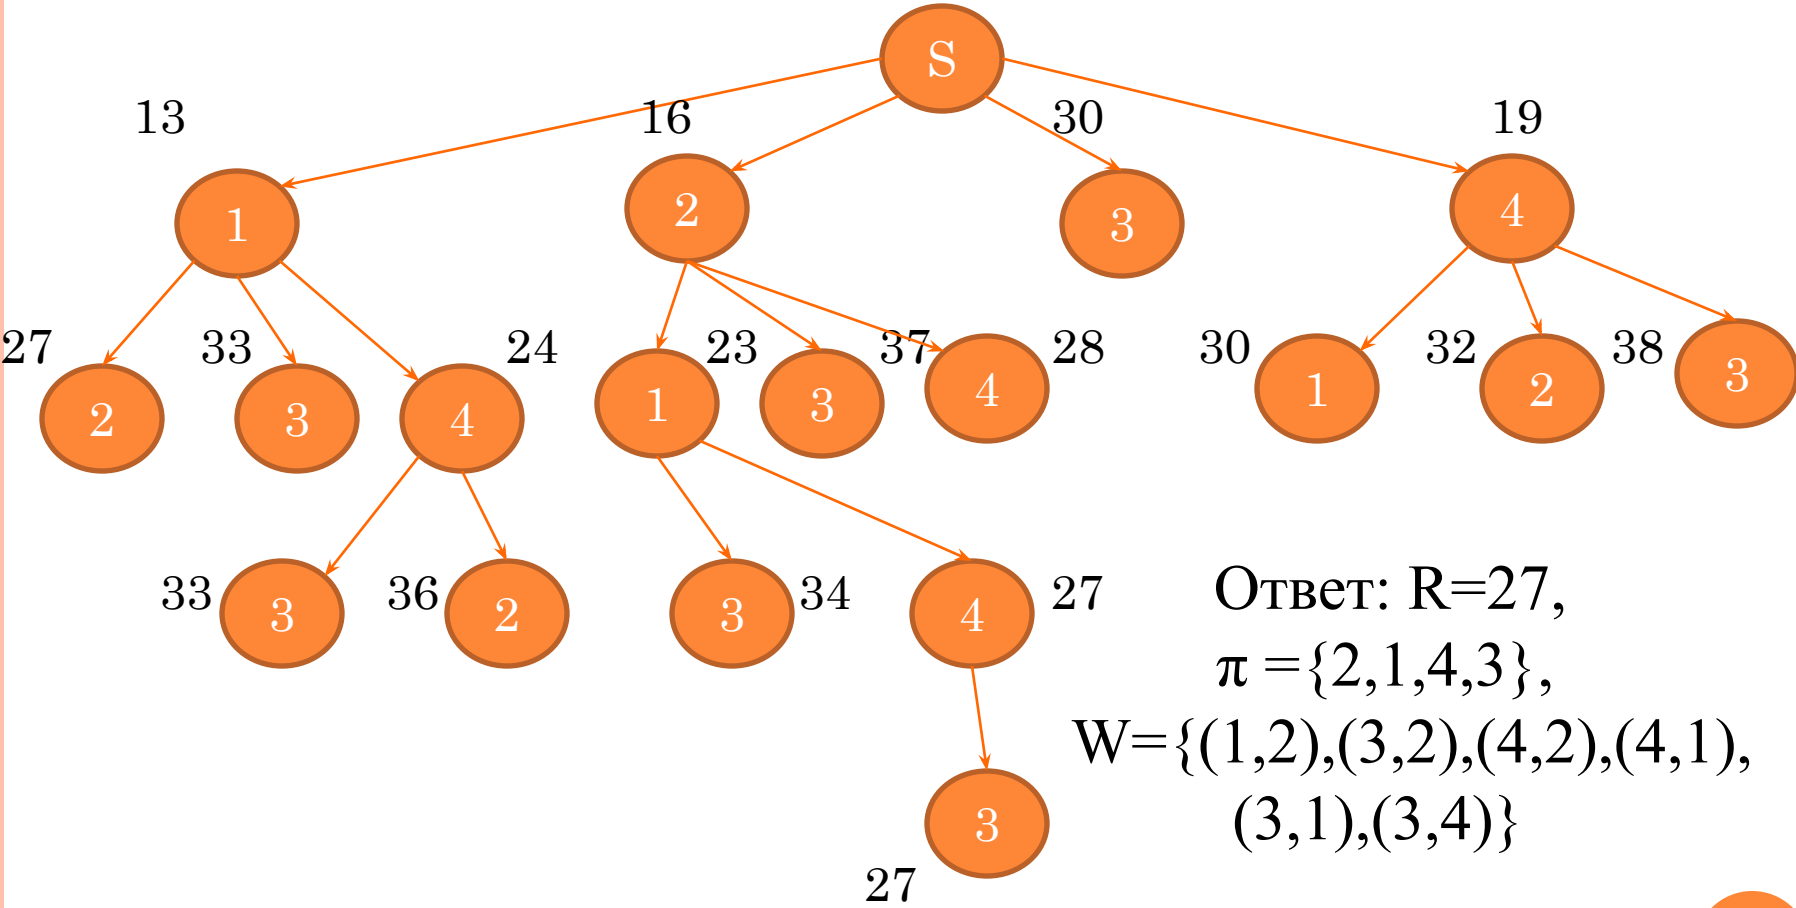 S
13 16 30 19
1 2 3 4
27 33 24 23 37 28 30 32 38
2 3 4 1 3 4 1 2 3
33 3 36 2 3 34 4 27
Ответ: R=27,
π ={2,1,4,3},
W={(1,2),(3,2),(4,2),(4,1),
(3,1),(3,4)}
3
27